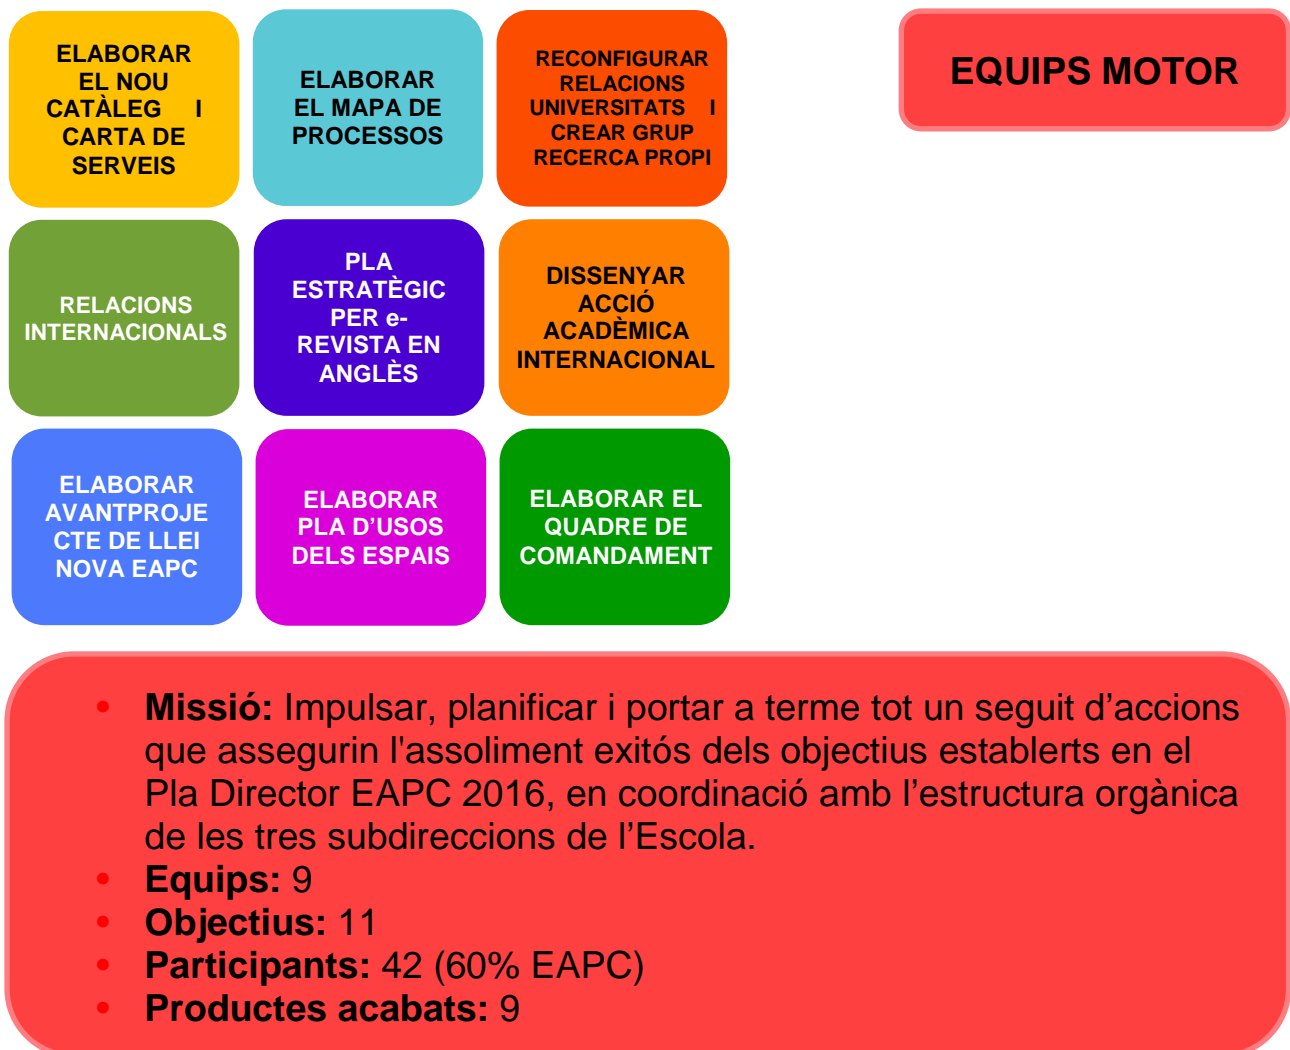 ELABORAR
EL NOU
CATÀLEG I
CARTA DE
SERVEIS
ELABORAR
EL MAPA DE
PROCESSOS
RECONFIGURAR
RELACIONS
UNIVERSITATS I
CREAR GRUP
RECERCA PROPI
EQUIPS MOTOR
RELACIONS
INTERNACIONALS
PLA
ESTRATÈGIC
PER e-
REVISTA EN
ANGLÈS
DISSENYAR
ACCIÓ
ACADÈMICA
INTERNACIONAL
ELABORAR
AVANTPROJE
CTE DE LLEI
NOVA EAPC
ELABORAR
PLA D’USOS
DELS ESPAIS
ELABORAR EL
QUADRE DE
COMANDAMENT
• Missió: Impulsar, planificar i portar a terme tot un seguit d’accions
que assegurin l'assoliment exitós dels objectius establerts en el
Pla Director EAPC 2016, en coordinació amb l’estructura orgànica
de les tres subdireccions de l’Escola.
• Equips: 9
• Objectius: 11
• Participants: 42 (60% EAPC)
• Productes acabats: 9